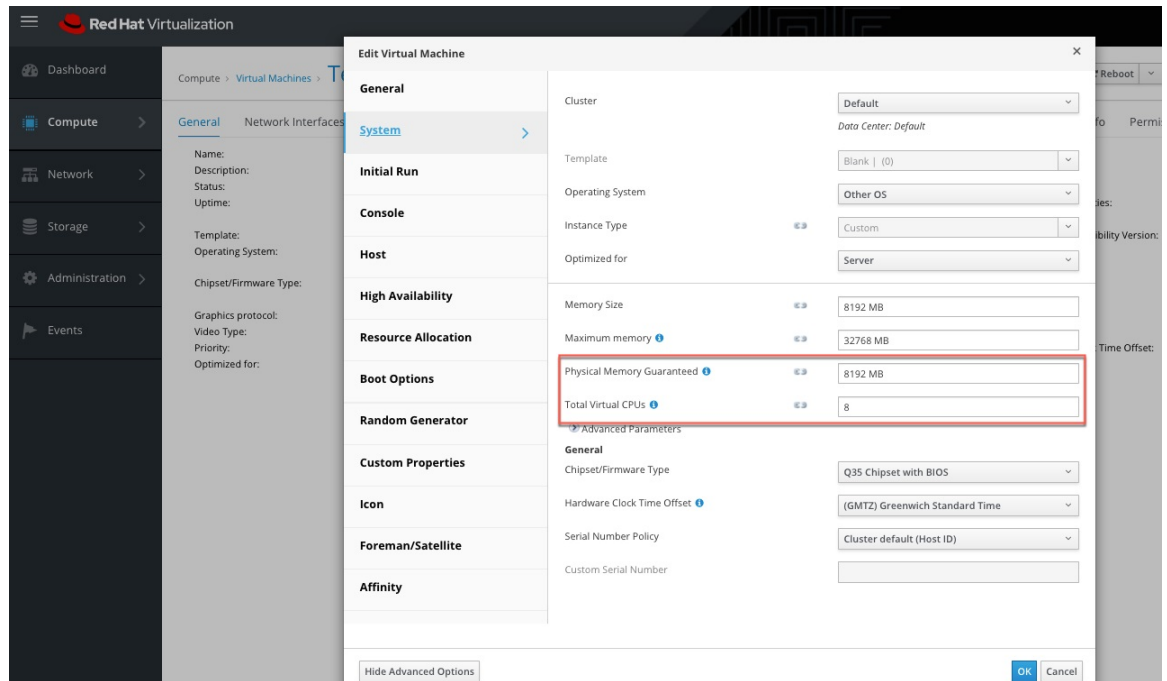 Red Hat Virtualization
Dashboard
Compute
Network
Storage
Administration
Events
Compute > Virtual Machines >
Reboot
General
Network Interfaces
Name:
Description:
Status:
Uptime:
Template:
Operating System:
Chipset/Firmware Type:
Graphics protocol:
Video Type:
Priority:
Optimized for:
Edit Virtual Machine
General
System
Initial Run
Console
Host
High Availability
Resource Allocation
Boot Options
Random Generator
Custom Properties
Icon
Foreman/Satellite
Affinity
Cluster Default
Data Center: Default
Template Blank | (0)
Operating System Other OS
Instance Type Custom
Optimized for Server
Memory Size 8192 MB
Maximum memory 32768 MB
Physical Memory Guaranteed 8192 MB
Total Virtual CPUs 8
Advanced Parameters
General
Chipset/Firmware Type Q35 Chipset with BIOS
Hardware Clock Time Offset (GMTZ) Greenwich Standard Time
Serial Number Policy Cluster default (Host ID)
Custom Serial Number
Hide Advanced Options
OK Cancel
Time Offset: